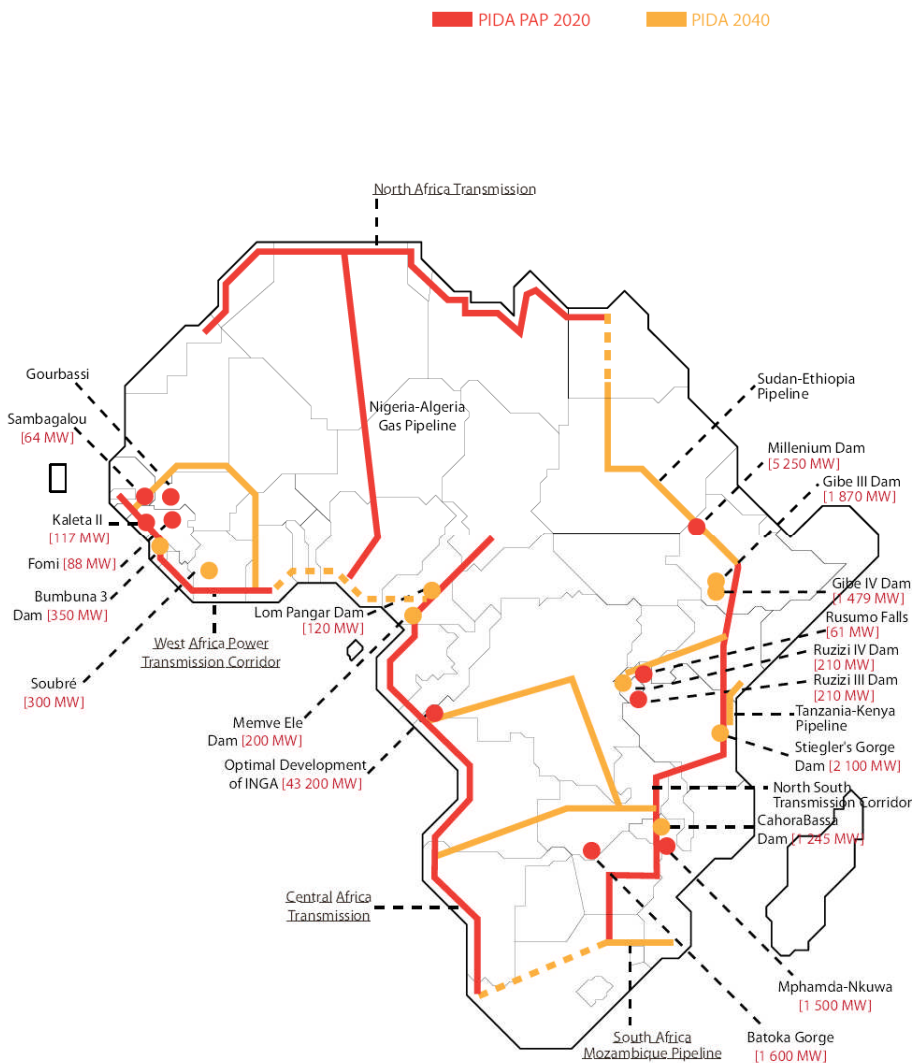 PIDA PAP 2020
PIDA 2040
North Africa Transmission
Gourbassi
Sambagalou
[64 MW]
Kaleta II
[117 MW]
Fomi [88 MW]
Bumbuna 3
Dam [350 MW]
West Africa Power
Transmission Corridor
Soubré
[300 MW]
Nigeria-Algeria
Gas Pipeline
Lom Pangar Dam
[120 MW]
Memve Ele
Dam [200 MW]
Optimal Development
of INGA [43 200 MW]
Central Africa
Transmission
Sudan-Ethiopia
Pipeline
Millenium Dam
[5 250 MW]
Gibe III Dam
[1 870 MW]
Gibe IV Dam
[1 479 MW]
Rusumo Falls
[61 MW]
Ruzizi IV Dam
[210 MW]
Ruzizi III Dam
[210 MW]
Tanzania-Kenya
Pipeline
Stiegler's Gorge
Dam [2 100 MW]
North South
Transmission Corridor
CahoraBassa
Dam [1 245 MW]
Mphamda-Nkuwa
[1 500 MW]
Batoka Gorge
[1 600 MW]
South Africa
Mozambique Pipeline